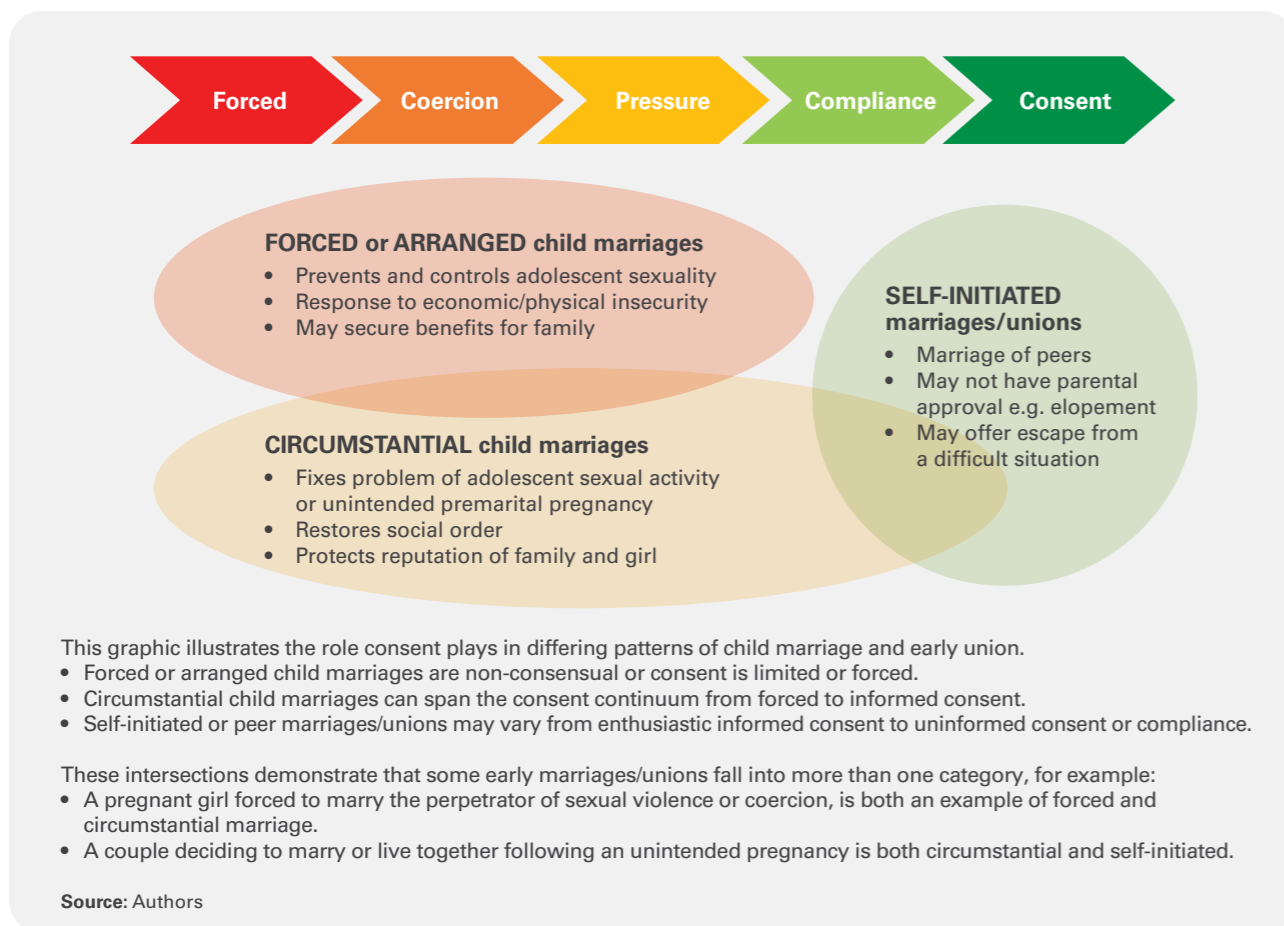 Forced
Coercion
Pressure
Compliance
Consent
FORCED or ARRANGED child marriages
• Prevents and controls adolescent sexuality
• Response to economic/physical insecurity
• May secure benefits for family
CIRCUMSTANTIAL child marriages
• Fixes problem of adolescent sexual activity
or unintended premarital pregnancy
• Restores social order
• Protects reputation of family and girl
SELF-INITIATED
marriages/unions
• Marriage of peers
• May not have parental
approval e.g. elopement
• May offer escape from
a difficult situation
This graphic illustrates the role consent plays in differing patterns of child marriage and early union.
• Forced or arranged child marriages are non-consensual or consent is limited or forced.
• Circumstantial child marriages can span the consent continuum from forced to informed consent.
• Self-initiated or peer marriages/unions may vary from enthusiastic informed consent to uninformed consent or compliance.
These intersections demonstrate that some early marriages/unions fall into more than one category, for example:
• A pregnant girl forced to marry the perpetrator of sexual violence or coercion, is both an example of forced and
circumstantial marriage.
• A couple deciding to marry or live together following an unintended pregnancy is both circumstantial and self-initiated.
Source: Authors